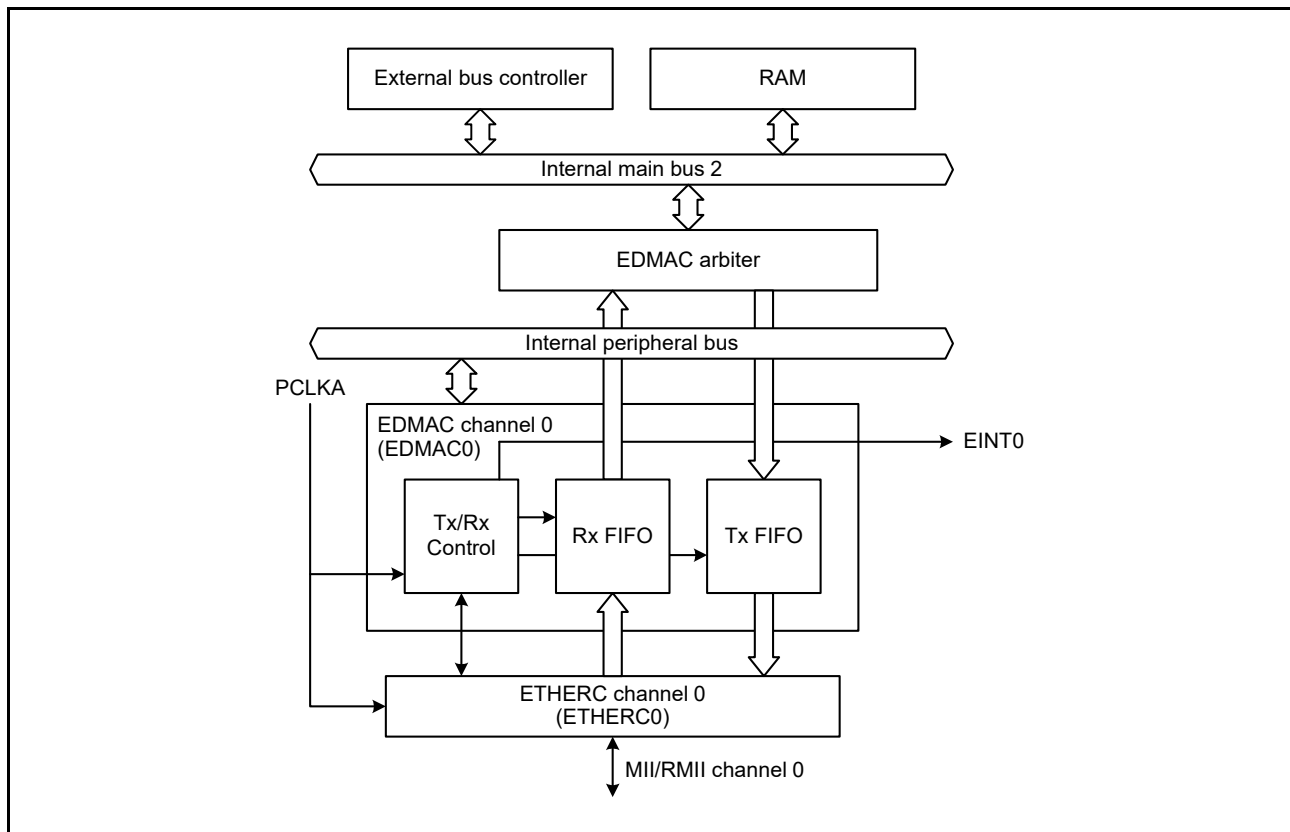 External bus controller
RAM
Internal main bus 2
EDMAC arbiter
Internal peripheral bus
PCLKA
EDMAC channel 0
(EDMAC0)
EINT0
Tx/Rx
Control
Rx FIFO
Tx FIFO
ETHERC channel 0
(ETHERC0)
MII/RMII channel 0